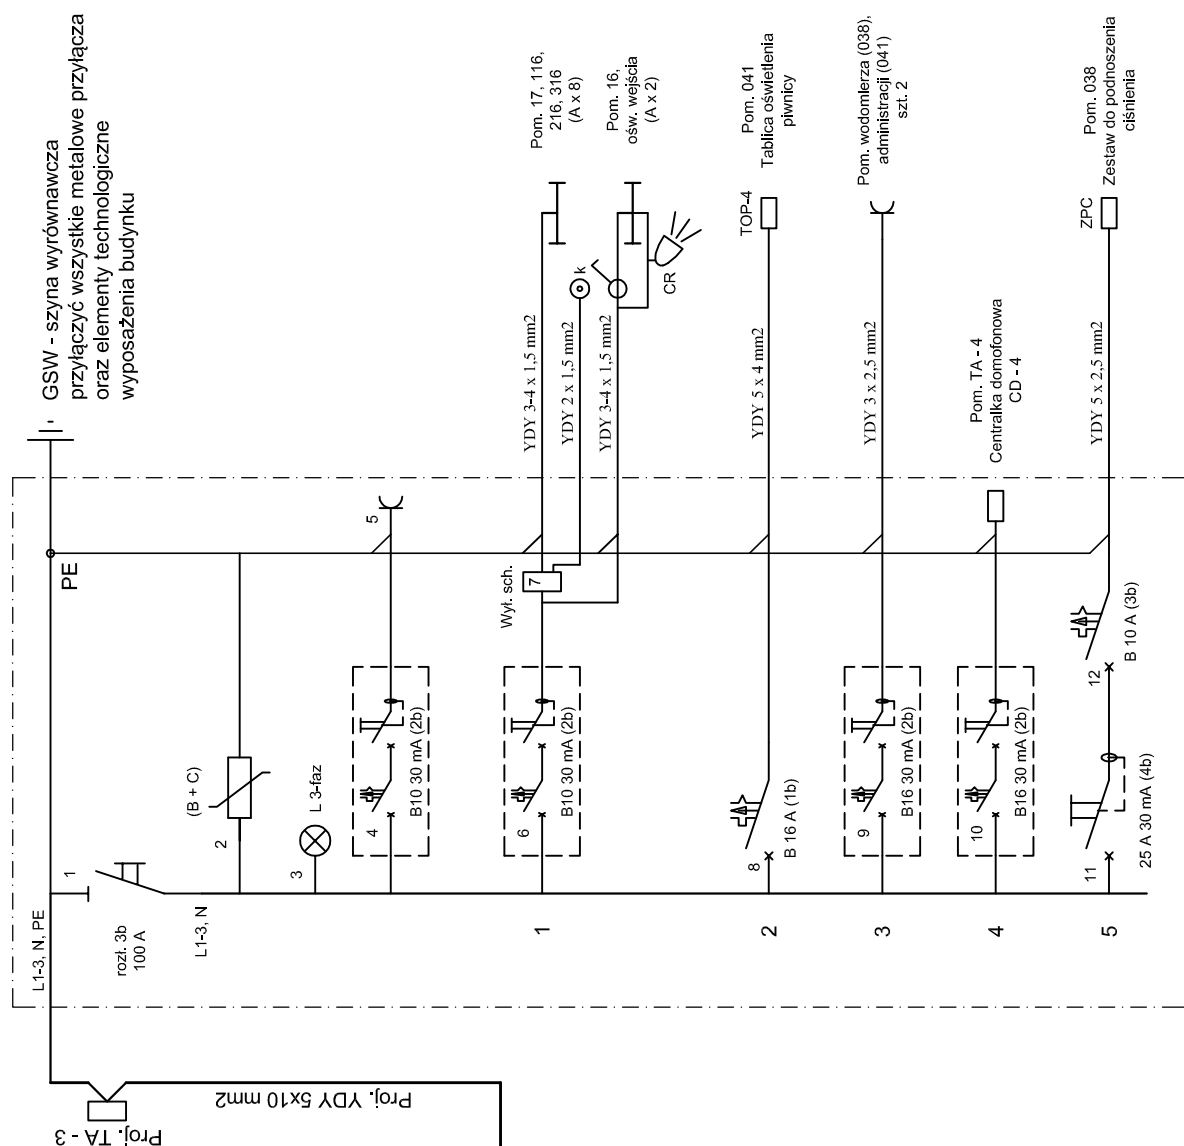 GSW - szyna wyrównawcza
przyłączyć wszystkie metalowe przyłącza
oraz elementy technologiczne
wyposażenia budynku
PE
L1-3, N, PE
1
rozł. 3b
100 A
L1-3, N
(B + C)
2
L 3-faz
3
4
B10 30 mA (2b)
5
Pom. 17, 116,
216, 316
(A x 8)
Pom. 16,
ośw. wejścia
(A x 2)
k
CR
YDY 3-4 x 1,5 mm2
YDY 2 x 1,5 mm2
YDY 3-4 x 1,5 mm2
Wył. sch.
7
6
B10 30 mA (2b)
1
Pom. 041
Tablica oświetlenia
piwnicy
TOP-4
YDY 5 x 4 mm2
8
B 16 A (1b)
2
Pom. wodomierza (038),
administracji (041)
szt. 2
YDY 3 x 2,5 mm2
9
B16 30 mA (2b)
3
Pom. TA - 4
Centralka domofonowa
CD - 4
10
B16 30 mA (2b)
4
Pom. 038
Zestaw do podnoszenia
ciśnienia
ZPC
YDY 5 x 2,5 mm2
12
B 10 A (3b)
11
25 A 30 mA (4b)
5
Proj. TA - 3
Proj. YDY 5x10 mm2